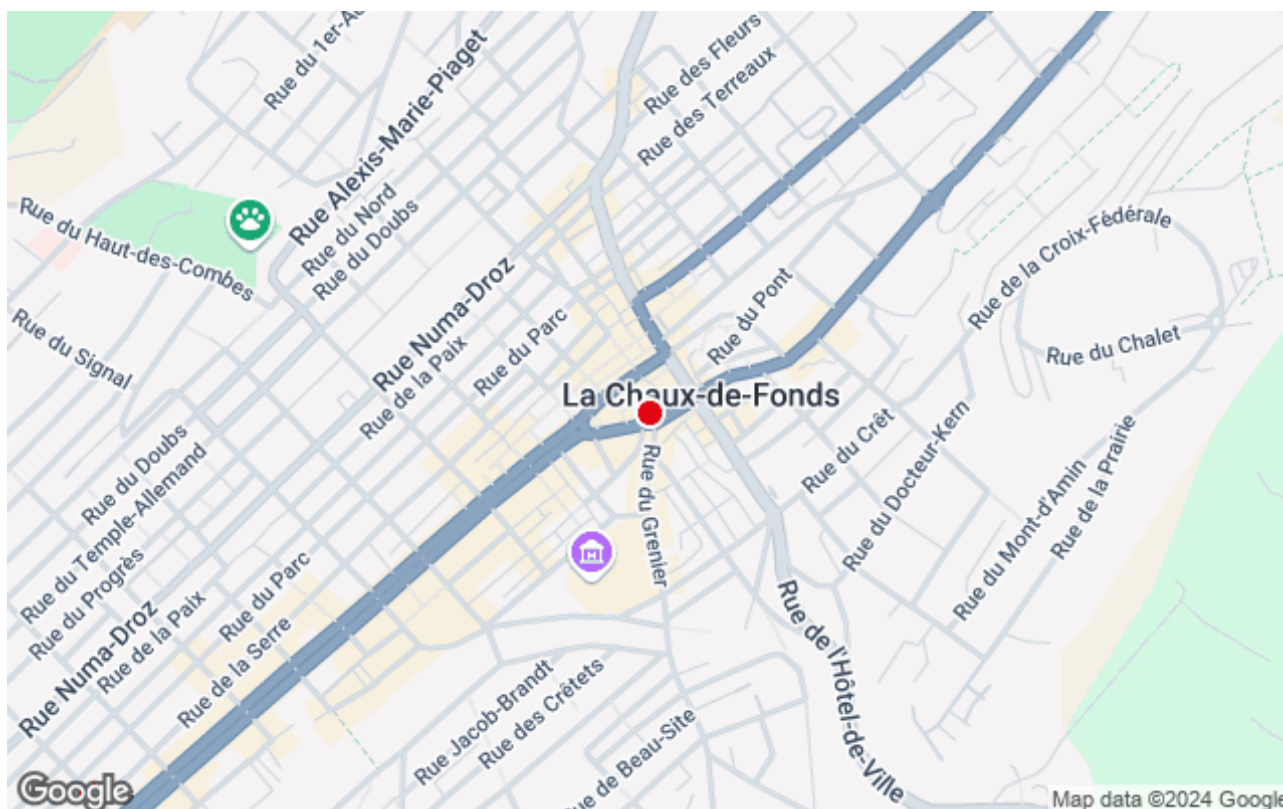 Rue du 1er-Ao
Rue Alexis-Marie-Piaget
Rue des Fleurs
Rue des Terreaux
Rue du Haut-des-Combes
Rue du Nord
Rue du Doubs
Rue de la Croix-Fédérale
Rue Numa-Droz
Rue du Parc
Rue du Pont
Rue du Signal
Rue de la Paix
Rue du Chalet
La Chaux-de-Fonds
Rue du Doubs
Rue du Temple-Allemand
Rue du Grenier
Rue du Crêt
Rue du Docteur-Kern
Rue du Mont-d'Amin
Rue de la Prairie
Rue du Progrès
Rue du Parc
Rue de la Paix
Rue Numa-Droz
Rue de la Serre
H
Rue de l'Hôtel-de-Ville
Rue Jacob-Brandt
Rue des Crêtets
Rue de Beau-Site
Google
Map data ©2024 Google